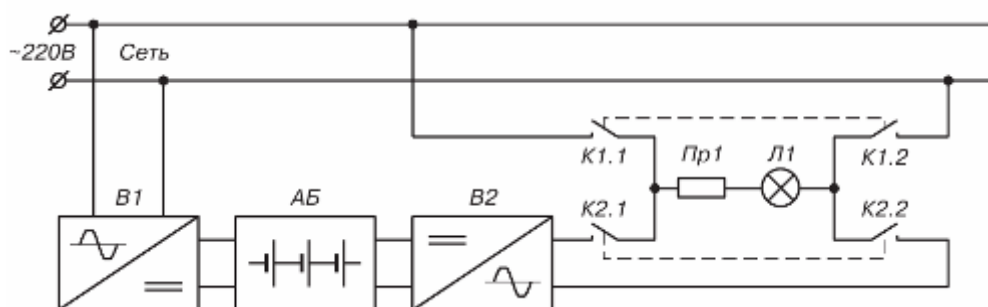 ~220В
Сеть
К1.1
Пр1
Л1
К1.2
В1
АБ
В2
К2.1
К2.2